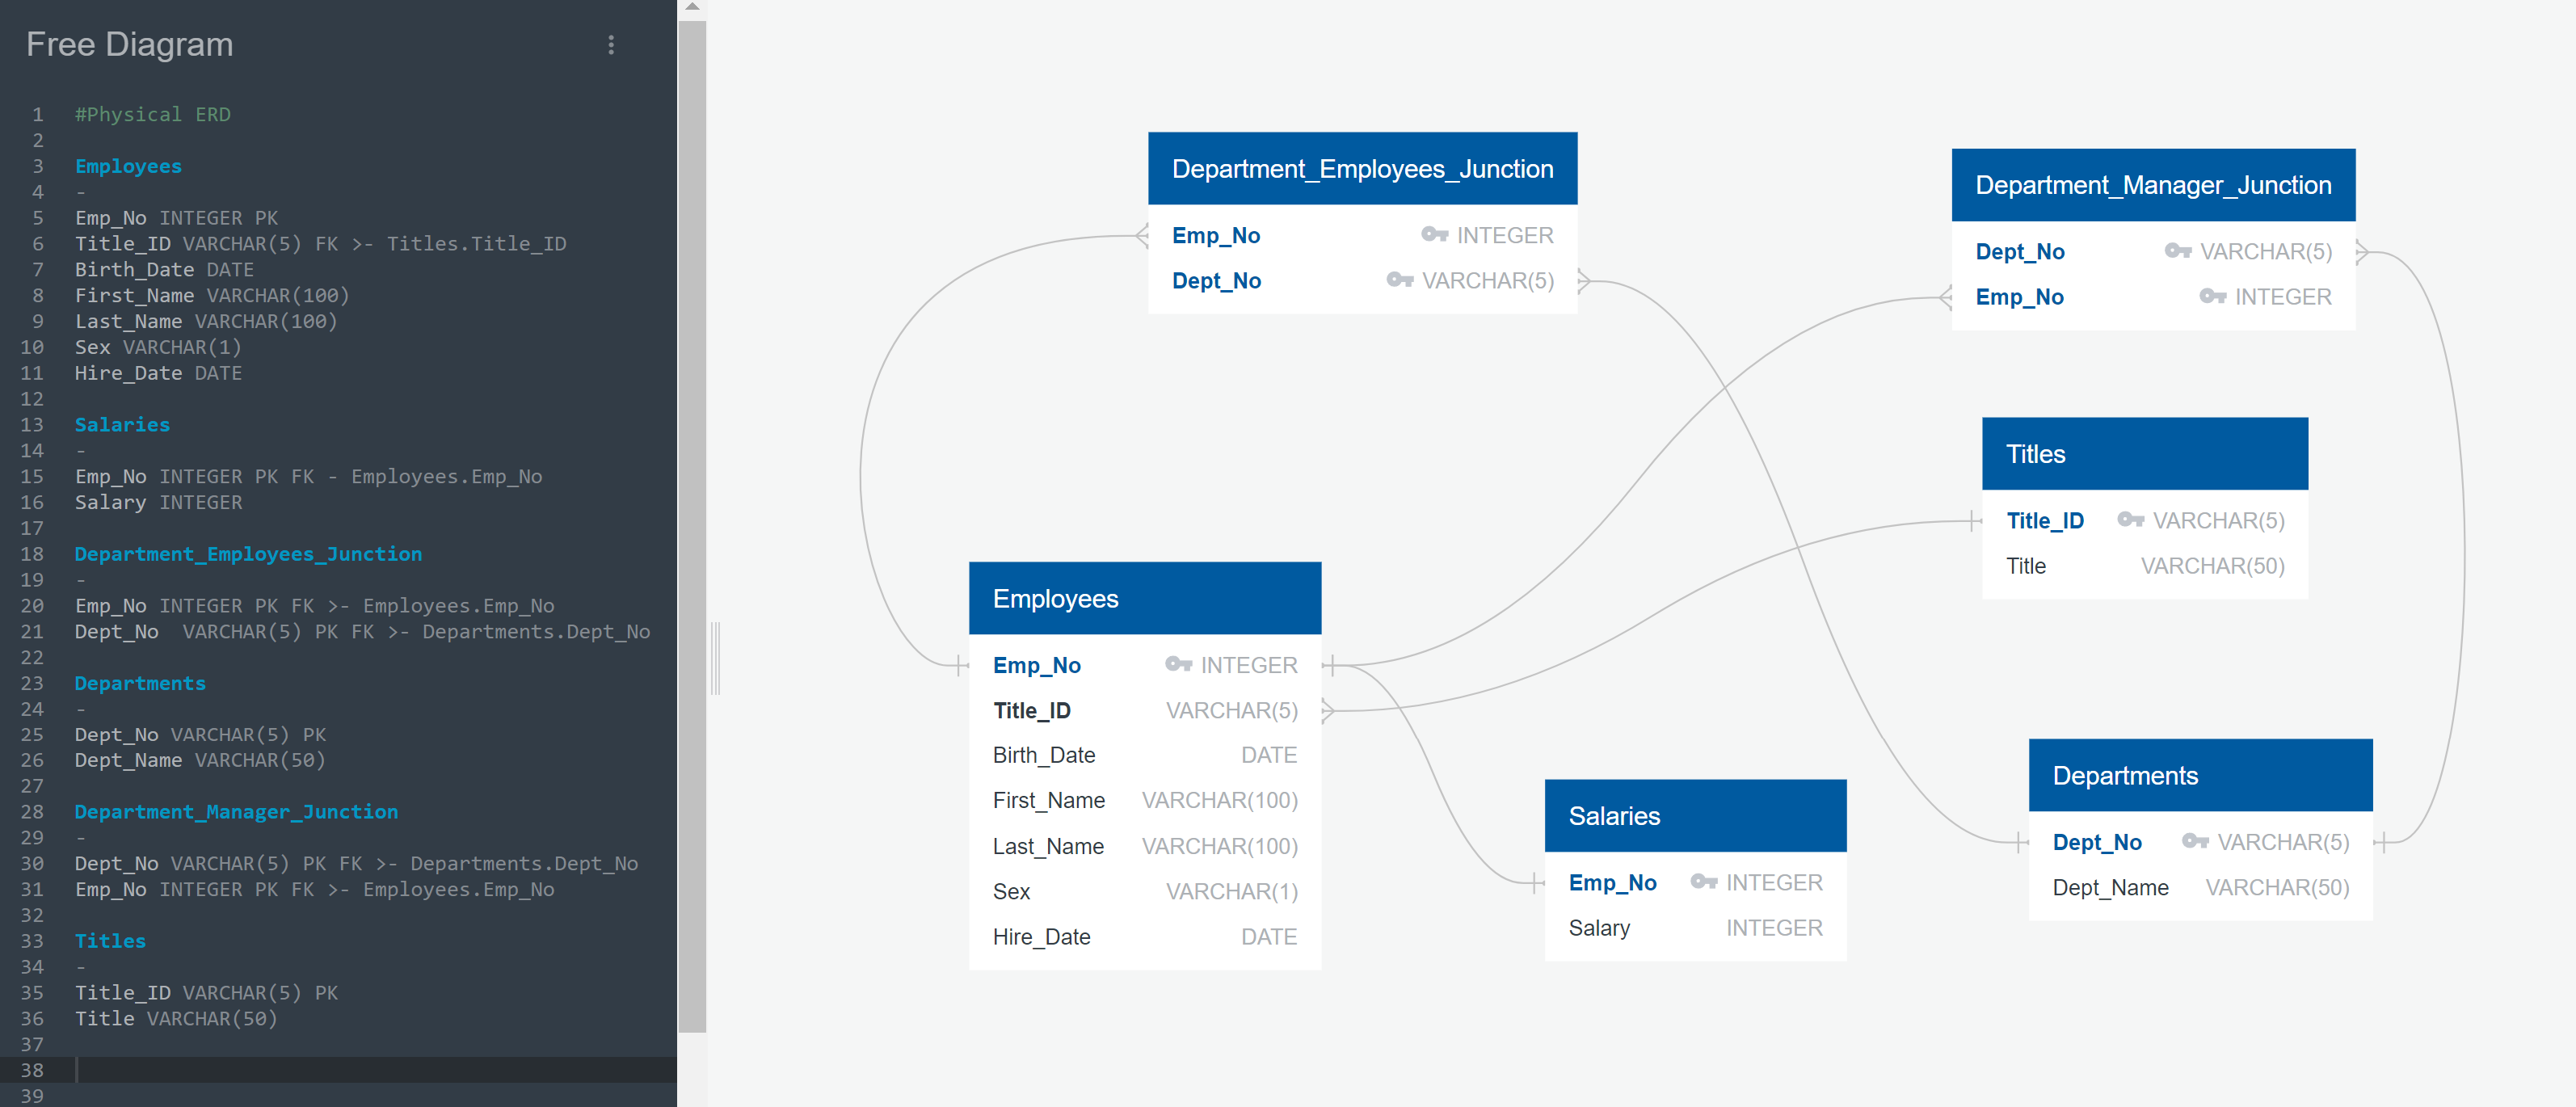 Free Diagram
1 #Physical ERD
2
3 Employees
4 -
5 Emp_No INTEGER PK
6 Title_ID VARCHAR(5) FK >- Titles.Title_ID
7 Birth_Date DATE
8 First_Name VARCHAR(100)
9 Last_Name VARCHAR(100)
10 Sex VARCHAR(1)
11 Hire_Date DATE
12
13 Salaries
14 -
15 Emp_No INTEGER PK FK - Employees.Emp_No
16 Salary INTEGER
17
18 Department_Employees_Junction
19 -
20 Emp_No INTEGER PK FK >- Employees.Emp_No
21 Dept_No  VARCHAR(5) PK FK >- Departments.Dept_No
22
23 Departments
24 -
25 Dept_No VARCHAR(5) PK
26 Dept_Name VARCHAR(50)
27
28 Department_Manager_Junction
29 -
30 Dept_No VARCHAR(5) PK FK >- Departments.Dept_No
31 Emp_No INTEGER PK FK >- Employees.Emp_No
32
33 Titles
34 -
35 Title_ID VARCHAR(5) PK
36 Title VARCHAR(50)
37
38
39
Department_Employees_Junction
Emp_No INTEGER
Dept_No VARCHAR(5)
Department_Manager_Junction
Dept_No VARCHAR(5)
Emp_No INTEGER
Titles
Title_ID VARCHAR(5)
Title VARCHAR(50)
Employees
Emp_No INTEGER
Title_ID VARCHAR(5)
Birth_Date DATE
First_Name VARCHAR(100)
Last_Name VARCHAR(100)
Sex VARCHAR(1)
Hire_Date DATE
Salaries
Emp_No INTEGER
Salary INTEGER
Departments
Dept_No VARCHAR(5)
Dept_Name VARCHAR(50)